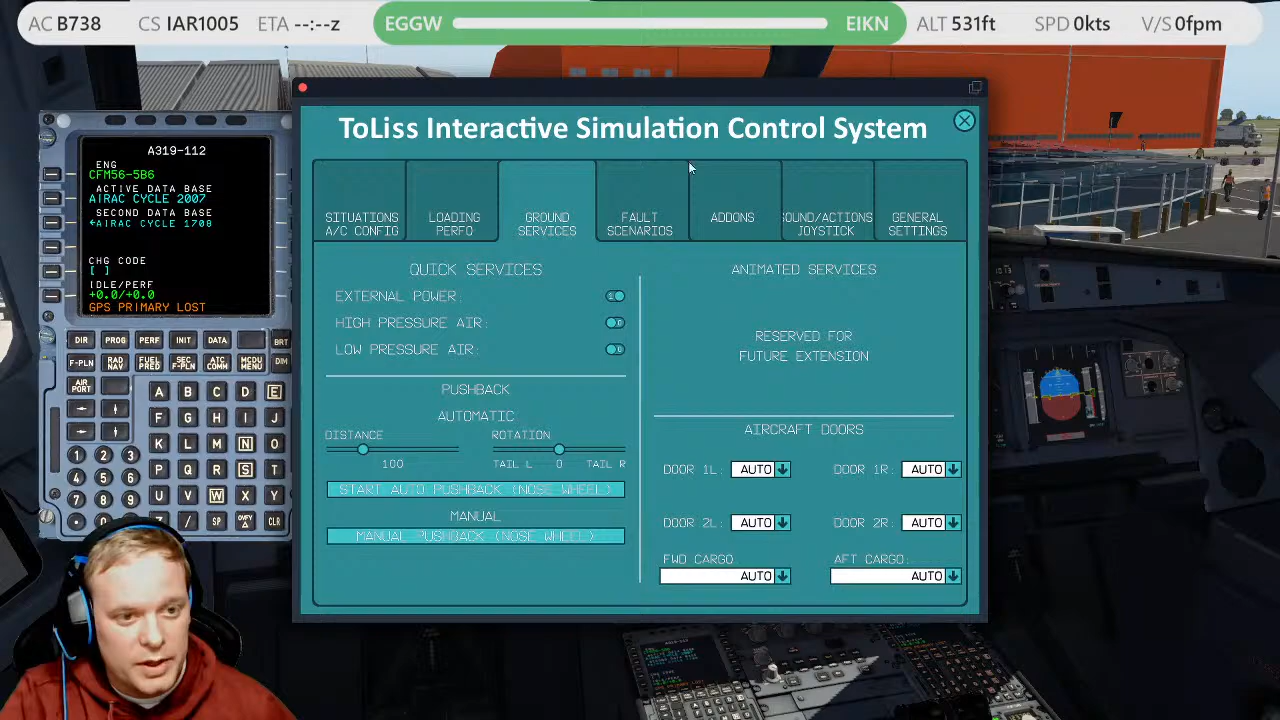 AC B738 CS IAR1005 ETA --:--z EGGW EIKN ALT 531ft SPD 0kts V/S 0fpm
ToLiss Interactive Simulation Control System
SITUATIONS
A/C CONFIG
LOADING
PERFO
GROUND
SERVICES
FAULT
SCENARIOS
ADDONS
OUND/ACTIONS
JOYSTICK
GENERAL
SETTINGS
QUICK SERVICES
EXTERNAL POWER:
HIGH PRESSURE AIR:
LOW PRESSURE AIR:
PUSHBACK
AUTOMATIC
DISTANCE ROTATION
100 TAIL L 0 TAIL R
START AUTO PUSHBACK (NOSE WHEEL)
MANUAL
MANUAL PUSHBACK (NOSE WHEEL)
ANIMATED SERVICES
RESERVED FOR
FUTURE EXTENSION
AIRCRAFT DOORS
DOOR 1L: AUTO DOOR 1R: AUTO
DOOR 2L: AUTO DOOR 2R: AUTO
FWD CARGO AFT CARGO:
AUTO AUTO
A319-112
ENG
CFM56-5B6
ACTIVE DATA BASE
AIRAC CYCLE 2007
SECOND DATA BASE
←AIRAC CYCLE 1708
CHG CODE
[ ]
IDLE/PERF
+0.0/+0.0
GPS PRIMARY LOST
DIR PROG PERF INIT DATA BRT
F-PLN RAD NAV FUEL PRED SEC F-PLN ATC COMM MCDU MENU DIM
AIR PORT
A B C D E
F G H I J
K L M N O
P Q R S T
U V W X Y
Z / SP OVFY CLR
1 2 3
4 5 6
7 8 9
0